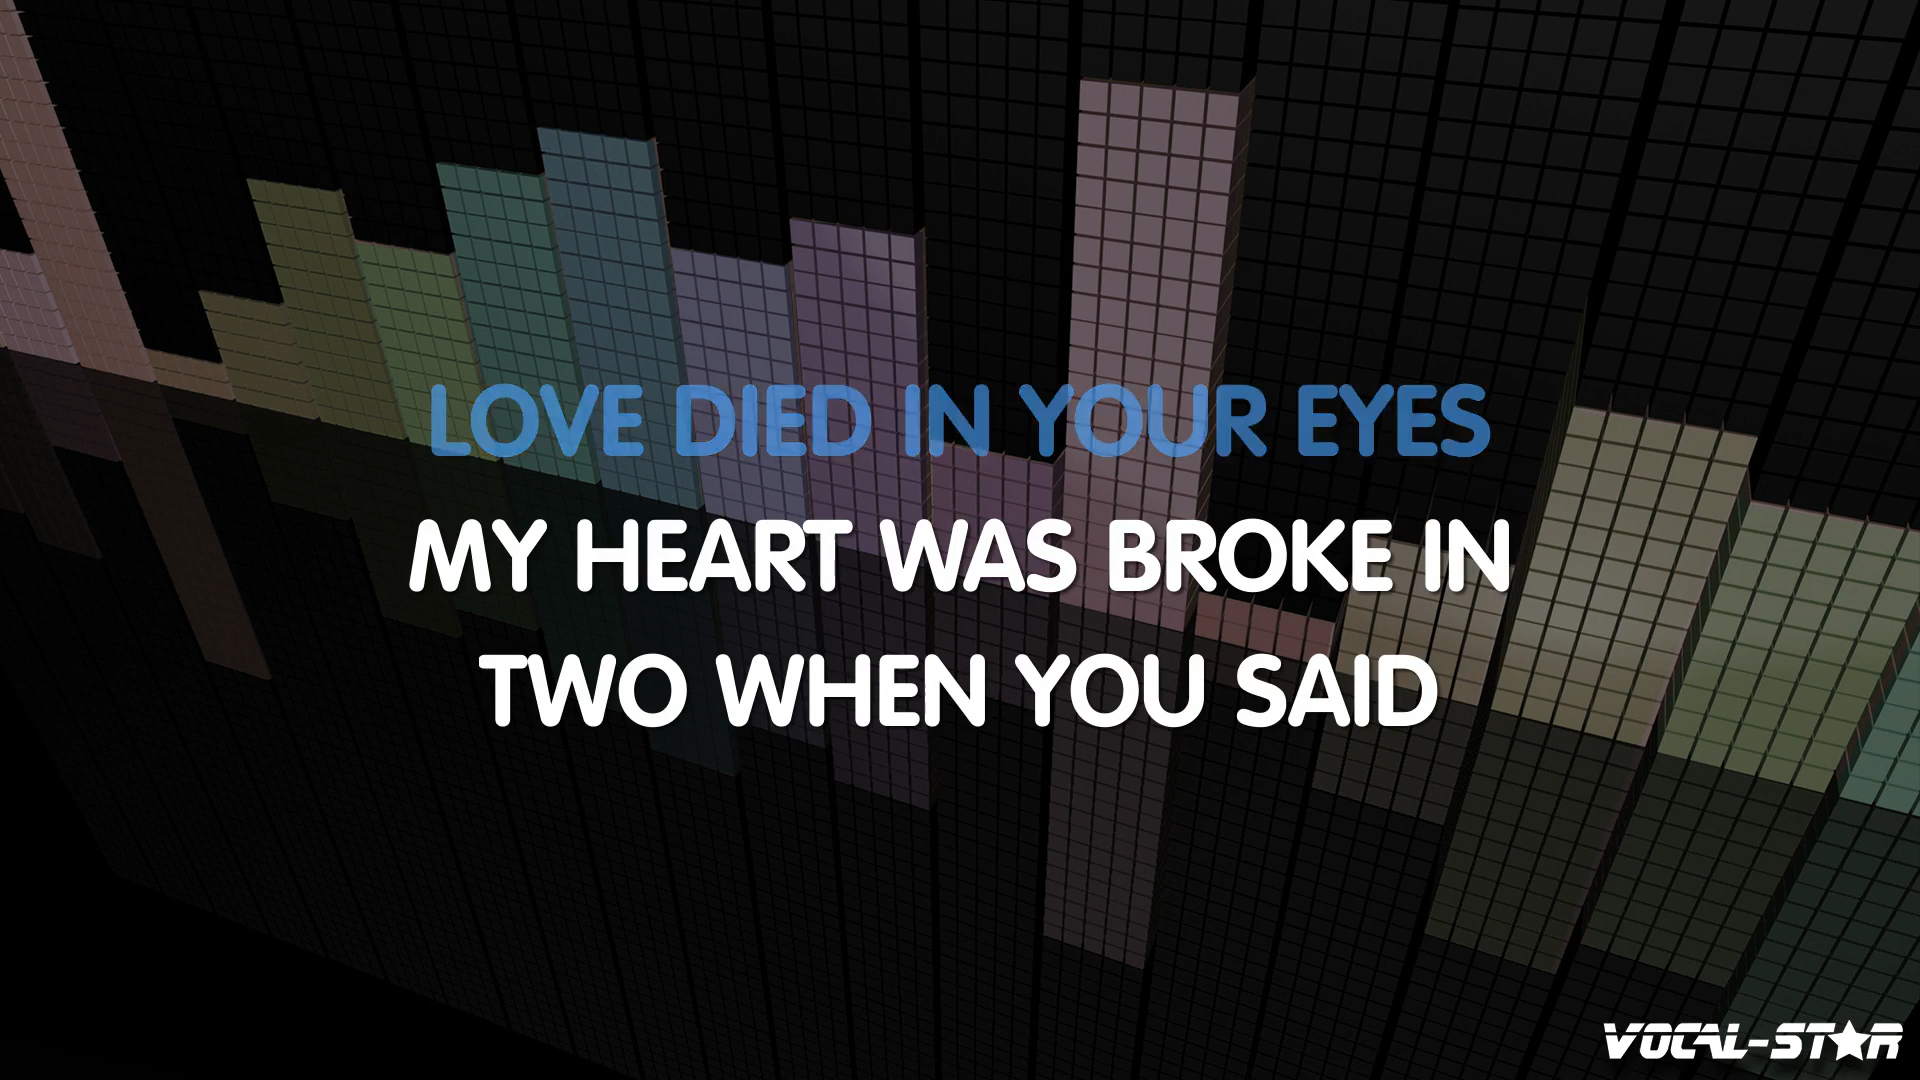 LOVE DIED IN YOUR EYES
MY HEART WAS BROKE IN
TWO WHEN YOU SAID
VOCAL-STAR